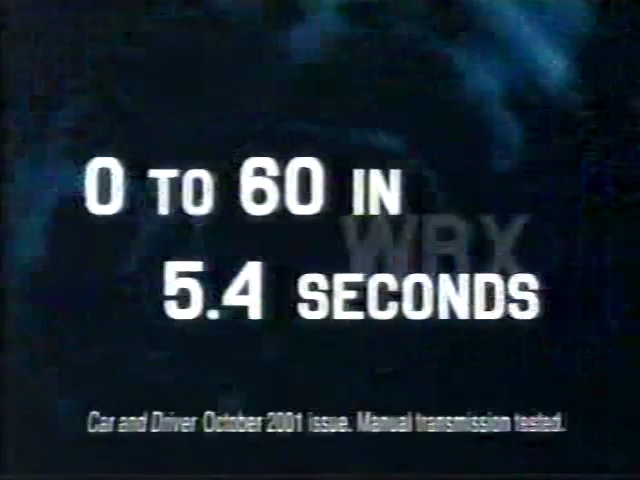 0 TO 60 IN
WRX
5.4 SECONDS
Car and Driver October 2001 issue. Manual transmission tested.